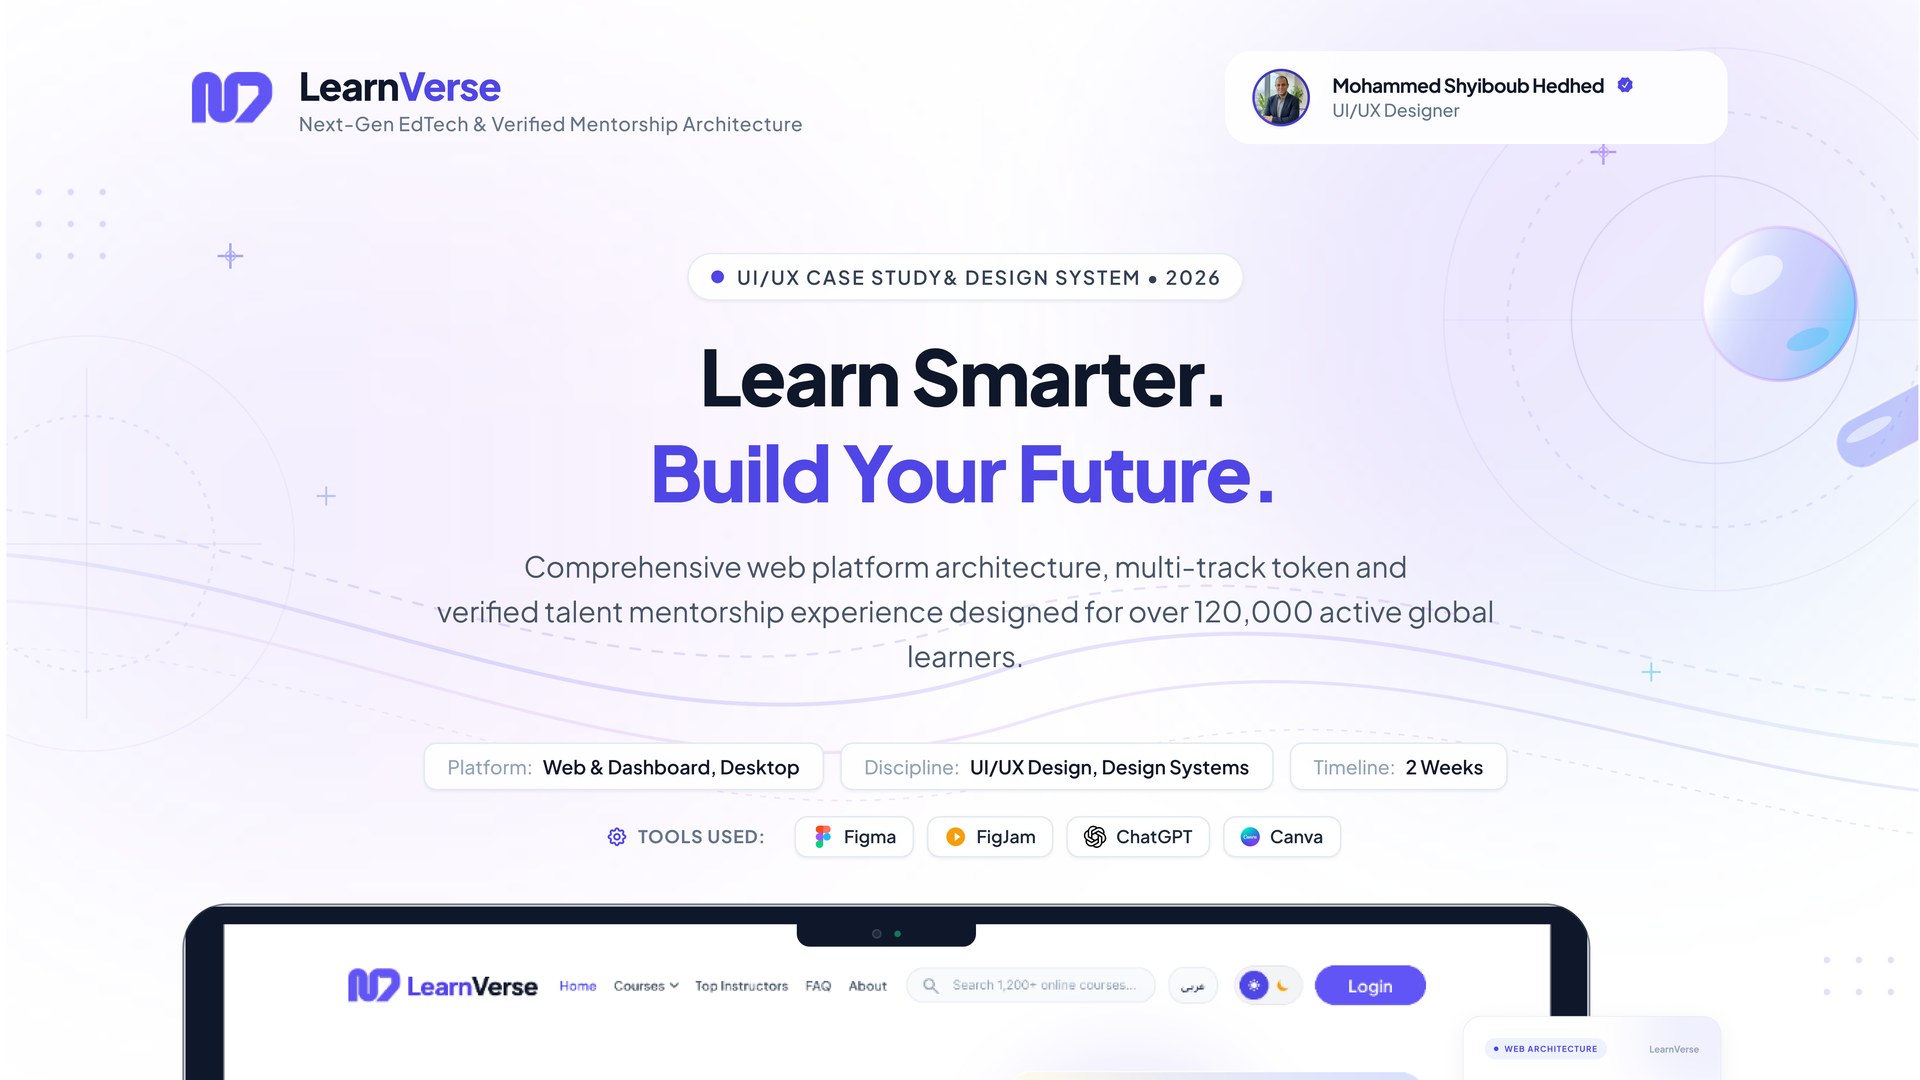 LearnVerse
Next-Gen EdTech & Verified Mentorship Architecture
Mohammed Shyiboub Hedhed
UI/UX Designer
UI/UX CASE STUDY& DESIGN SYSTEM • 2026
Learn Smarter.
Build Your Future.
Comprehensive web platform architecture, multi-track token and
verified talent mentorship experience designed for over 120,000 active global
learners.
Platform: Web & Dashboard, Desktop
Discipline: UI/UX Design, Design Systems
Timeline: 2 Weeks
TOOLS USED:
Figma
FigJam
ChatGPT
Canva
LearnVerse
Home
Courses
Top Instructors
FAQ
About
Search 1,200+ online courses...
عربى
Login
WEB ARCHITECTURE
LearnVerse